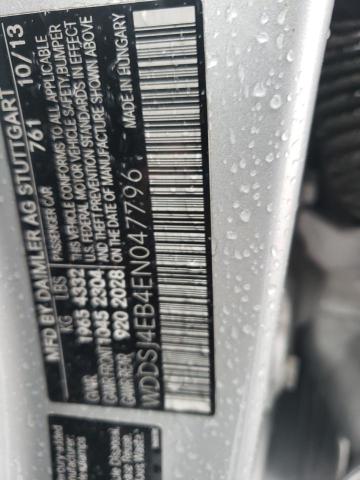 MFD BY DAIMLER AG STUTTGART 10/13
KG LBS PASSENGER CAR 761
GVWR 1965 4332 THIS VEHICLE CONFORMS TO ALL APPLICABLE
GAWR FRONT 1045 2304 U.S. FEDERAL MOTOR VEHICLE SAFETY/BUMPER
GAWR REAR 920 2028 & THEFT PREVENTION STANDARDS IN EFFECT
ON THE DATE OF MANUFACTURE SHOWN ABOVE
MADE IN HUNGARY
WDDSJ4EB4EN047796
Disposal,
Waste.